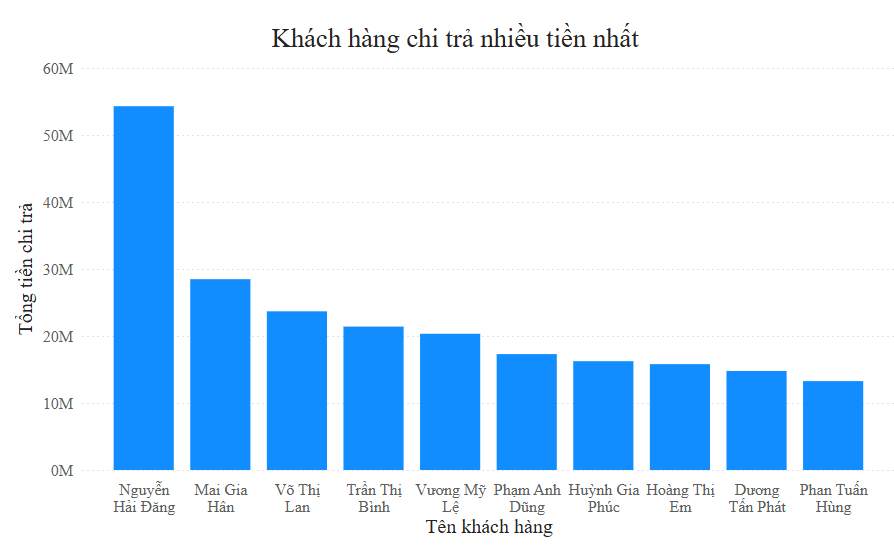 Khách hàng chi trả nhiều tiền nhất
60M
50M
40M
30M
20M
10M
0M
Tổng tiền chi trả
Nguyễn
Hải Đăng
Mai Gia
Hân
Võ Thị
Lan
Trần Thị
Bình
Vương Mỹ
Lệ
Phạm Anh
Dũng
Huỳnh Gia
Phúc
Hoàng Thị
Em
Dương
Tấn Phát
Phan Tuấn
Hùng
Tên khách hàng